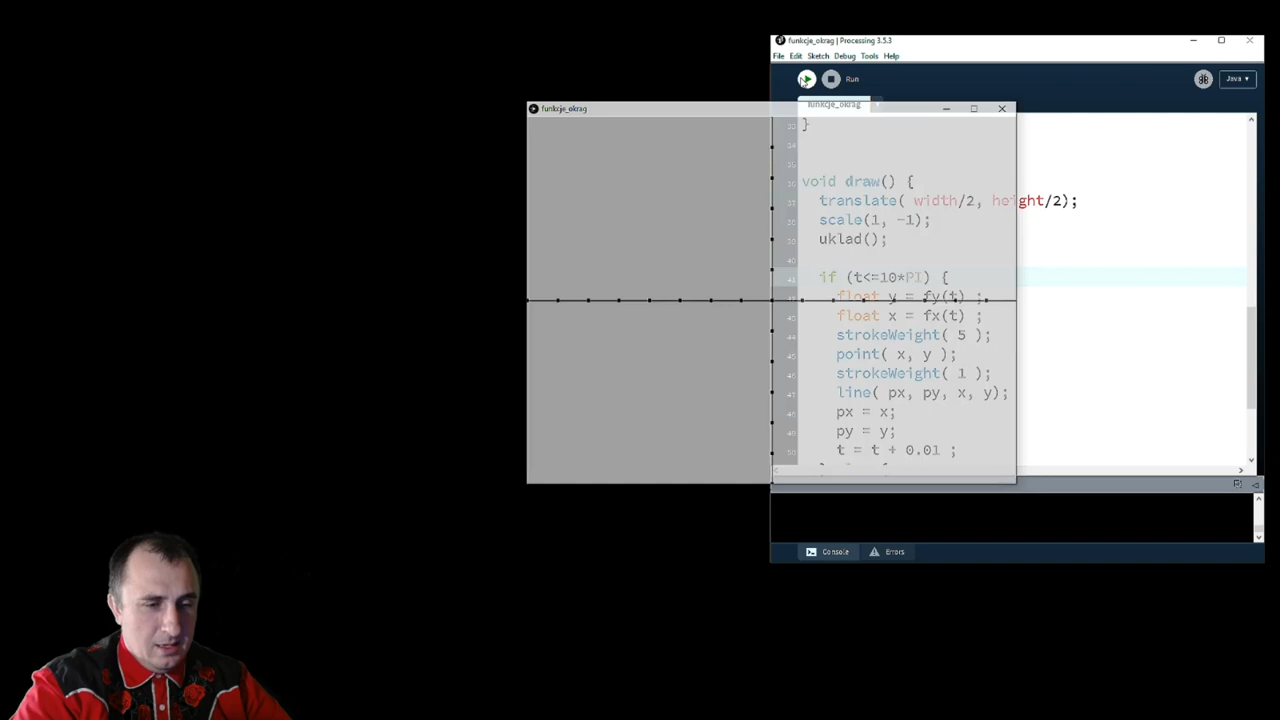 funkcje_okrag | Processing 3.5.3
File Edit Sketch Debug Tools Help
Run
Java ▾
funkcje_okrag
funkcje_okrag
}
void draw() {
translate( width/2, height/2);
scale(1, -1);
uklad();
if (t<=10*PI) {
float y = fy(t) ;
float x = fx(t) ;
strokeWeight( 5 );
point( x, y );
strokeWeight( 1 );
line( px, py, x, y);
px = x;
py = y;
t = t + 0.01 ;
Console
Errors